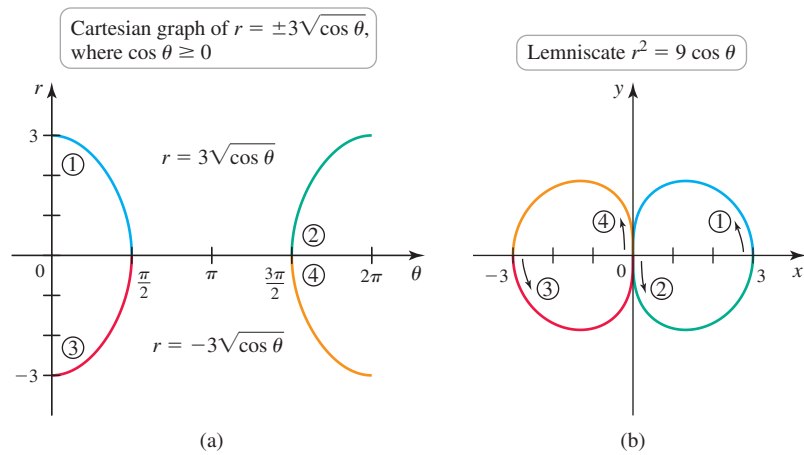 Cartesian graph of r = ±3√cos θ,
where cos θ ≥ 0
r
3
①
r = 3√cos θ
②
0
π/2
π
3π/2
④
2π
θ
③
r = −3√cos θ
−3
(a)
Lemniscate r² = 9 cos θ
y
④
①
−3
0
3
x
③
②
(b)